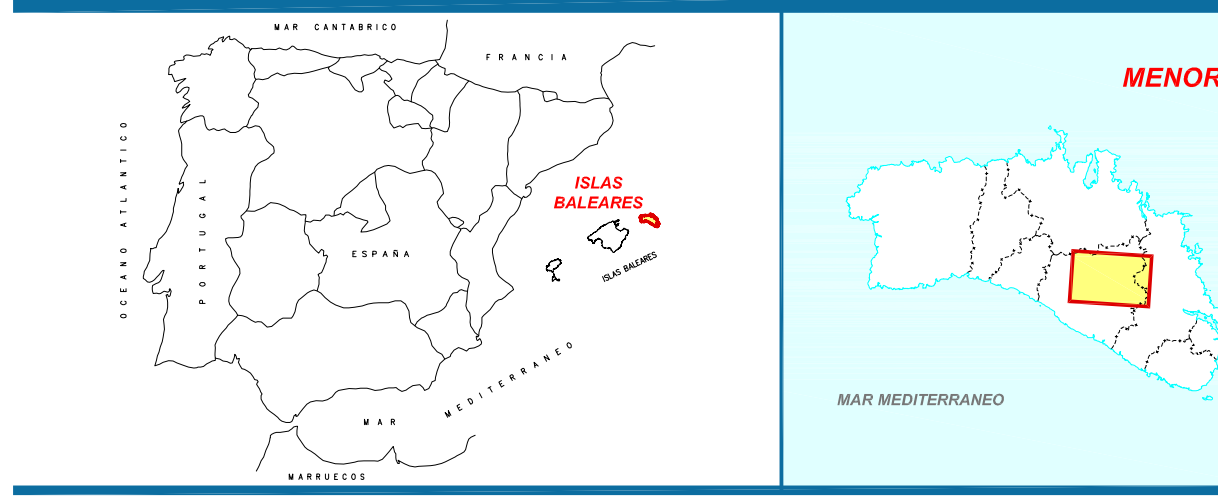 MAR CANTABRICO
FRANCIA
OCEANO ATLANTICO
PORTUGAL
ISLAS
BALEARES
ESPAÑA
ISLAS BALEARES
MEDITERRANEO
MAR
MARRUECOS
MENOR
MAR MEDITERRANEO